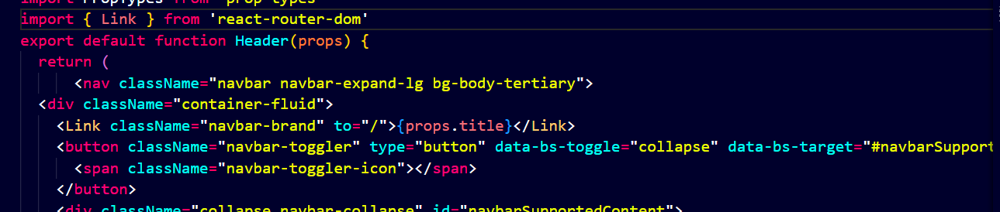 import PropTypes from 'prop-types'
import { Link } from 'react-router-dom'
export default function Header(props) {
return (
<nav className="navbar navbar-expand-lg bg-body-tertiary">
<div className="container-fluid">
<Link className="navbar-brand" to="/">{props.title}</Link>
<button className="navbar-toggler" type="button" data-bs-toggle="collapse" data-bs-target="#navbarSupport
<span className="navbar-toggler-icon"></span>
</button>
<div className="collapse navbar-collapse" id="navbarSupportedContent">